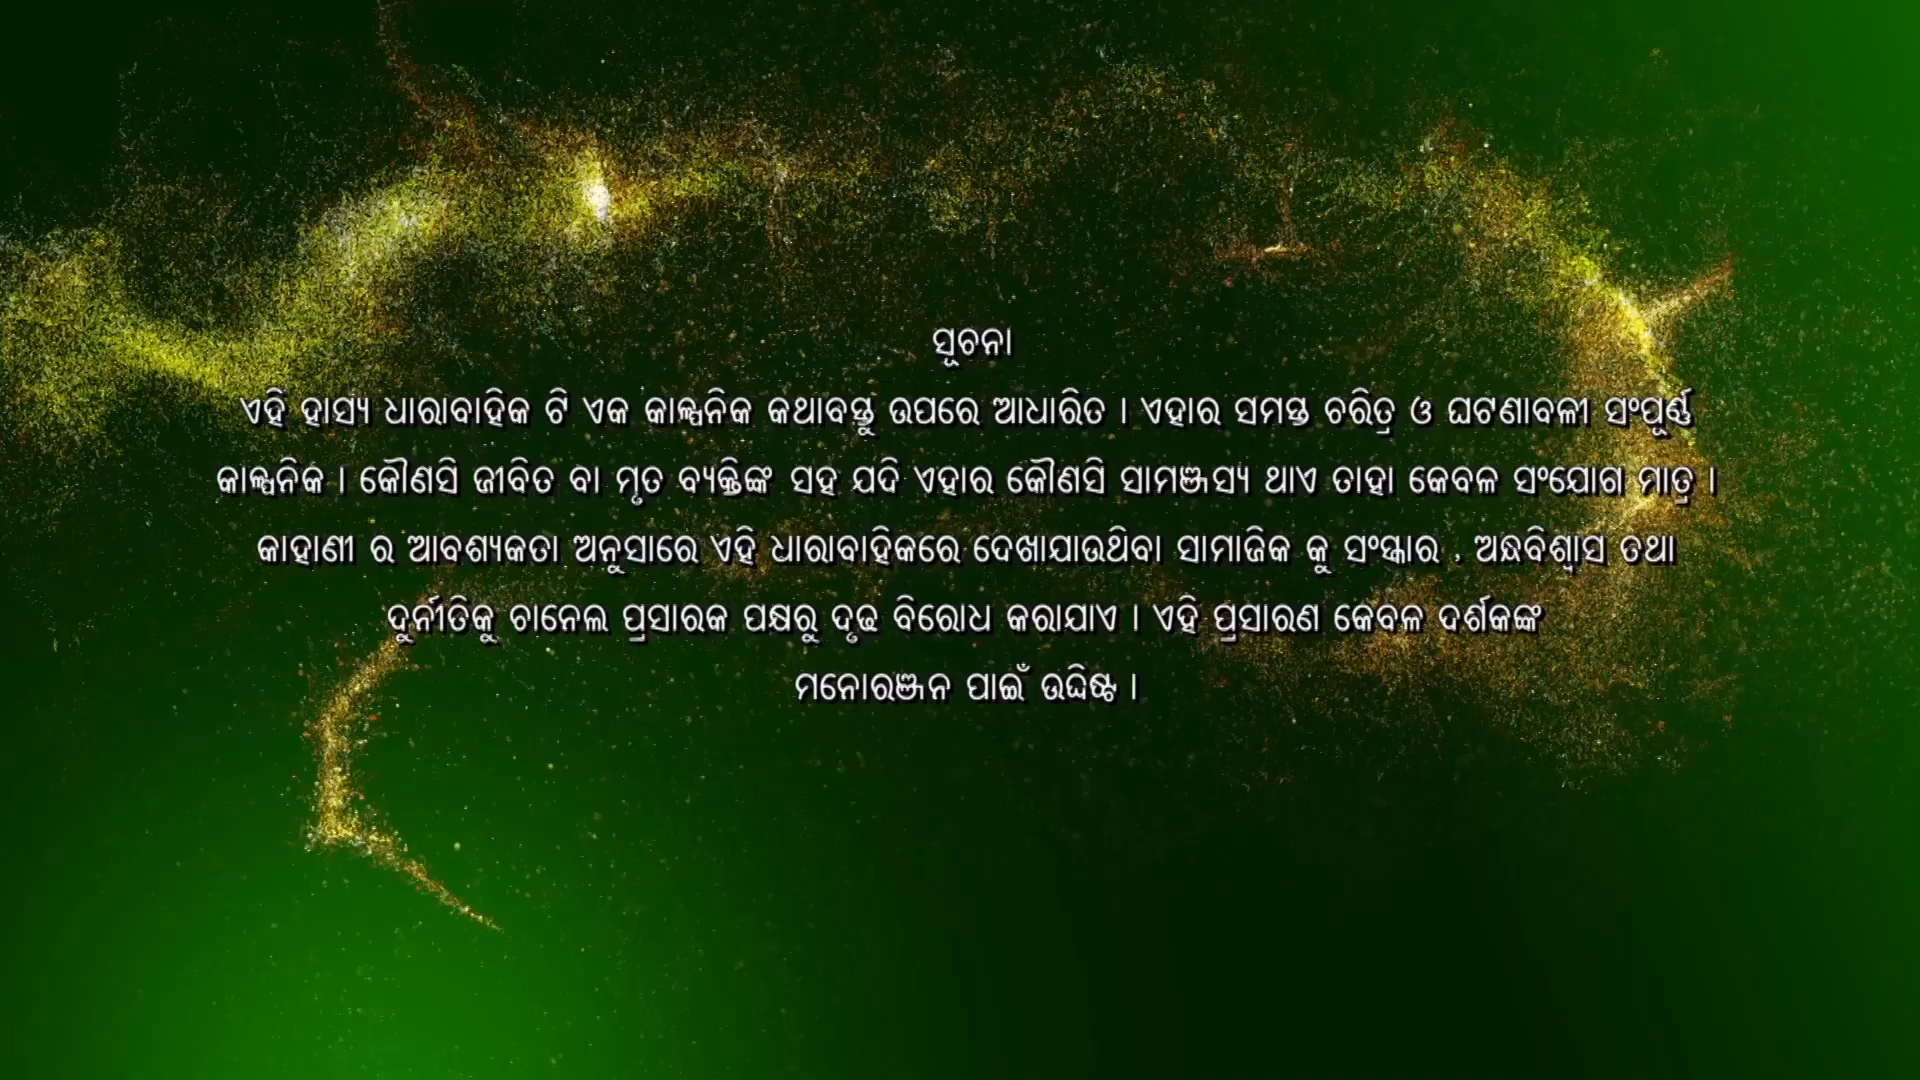 ସୂଚନା
ଏହି ହାସ୍ୟ ଧାରାବାହିକ ଟି ଏକ କାଳ୍ପନିକ କଥାବସ୍ତୁ ଉପରେ ଆଧାରିତ । ଏହାର ସମସ୍ତ ଚରିତ୍ର ଓ ଘଟଣାବଳୀ ସଂପୂର୍ଣ୍ଣ
କାଳ୍ପନିକ । କୌଣସି ଜୀବିତ ବା ମୃତ ବ୍ୟକ୍ତିଙ୍କ ସହ ଯଦି ଏହାର କୌଣସି ସାମଞ୍ଜସ୍ୟ ଥାଏ ତାହା କେବଳ ସଂଯୋଗ ମାତ୍ର ।
କାହାଣୀ ର ଆବଶ୍ୟକତା ଅନୁସାରେ ଏହି ଧାରାବାହିକରେ ଦେଖାଯାଉଥିବା ସାମାଜିକ କୁ ସଂସ୍କାର , ଅନ୍ଧବିଶ୍ୱାସ ତଥା
ଦୁର୍ନୀତିକୁ ଚାନେଲ ପ୍ରସାରକ ପକ୍ଷରୁ ଦୃଢ ବିରୋଧ କରାଯାଏ । ଏହି ପ୍ରସାରଣ କେବଳ ଦର୍ଶକଙ୍କ
ମନୋରଞ୍ଜନ ପାଇଁ ଉଦ୍ଦିଷ୍ଟ ।